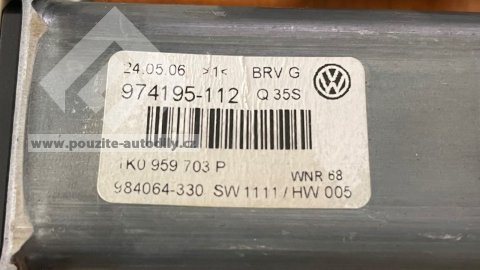 24.05.06 >1< BRV G
974195-112 Q 35S
www.pouzite-autodily.cz
1K0 959 703 P
WNR 68
984064-330 SW 1111 / HW 005